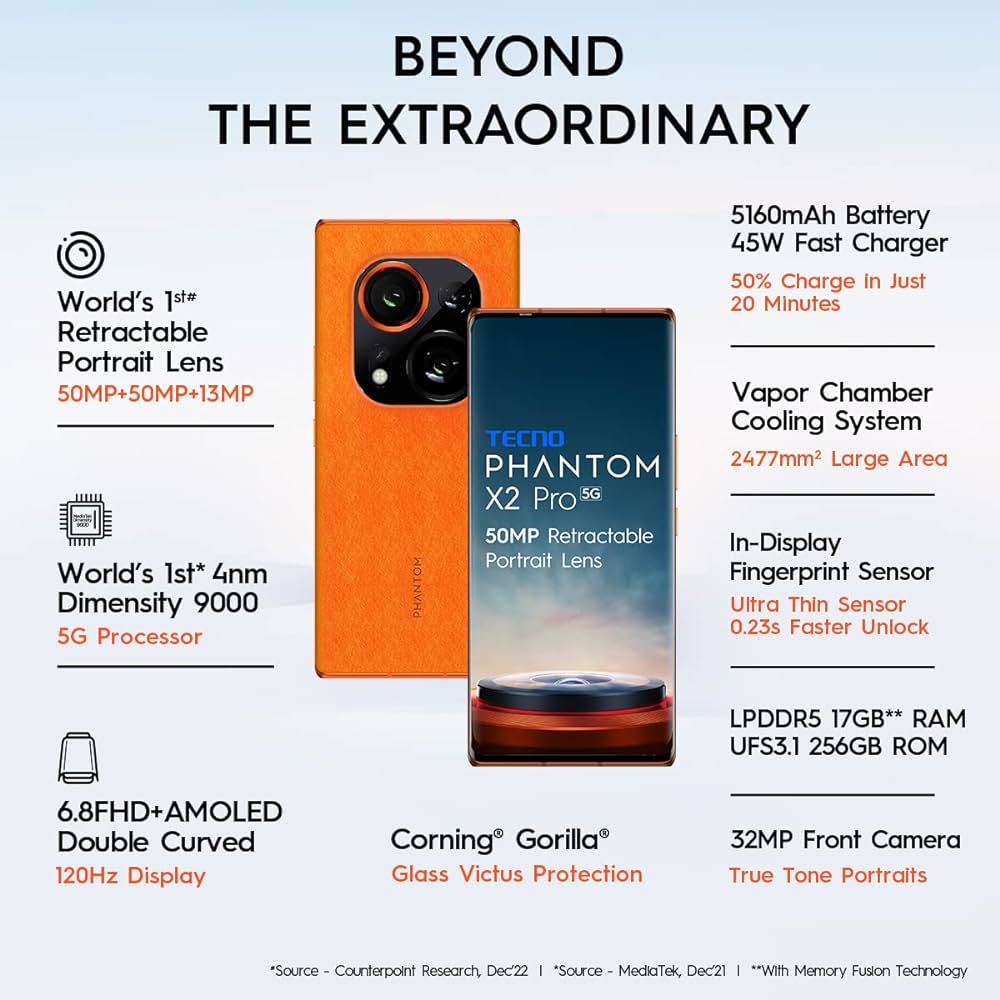 BEYOND
THE EXTRAORDINARY
World's 1st#
Retractable
Portrait Lens
50MP+50MP+13MP
MediaTek
Dimensity
9000
World's 1st* 4nm
Dimensity 9000
5G Processor
6.8FHD+AMOLED
Double Curved
120Hz Display
PHANTOM
TECNO
PHANTOM
X2 Pro 5G
50MP Retractable
Portrait Lens
Corning® Gorilla®
Glass Victus Protection
5160mAh Battery
45W Fast Charger
50% Charge in Just
20 Minutes
Vapor Chamber
Cooling System
2477mm² Large Area
In-Display
Fingerprint Sensor
Ultra Thin Sensor
0.23s Faster Unlock
LPDDR5 17GB** RAM
UFS3.1 256GB ROM
32MP Front Camera
True Tone Portraits
#Source - Counterpoint Research, Dec'22 | *Source - MediaTek, Dec'21 | **With Memory Fusion Technology